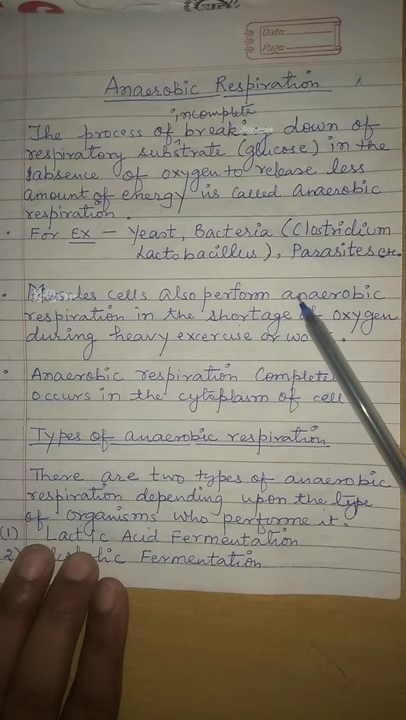 Date:
Page:
Anaerobic Respiration
incomplete
The process of break down of
respiratory substrate (glucose) in the
absence of oxygen to release less
amount of energy is called anaerobic
respiration.
• For Ex — Yeast, Bacteria (Clostridium
Lactobacillus), Parasites etc.
• Muscles cells also perform anaerobic
respiration in the shortage of oxygen
during heavy excercise or
• Anaerobic respiration
occurs in the cytoplasm of cell
Types of anaerobic respiration
There are two types of anaerobic
respiration depending upon the type
of organisms who performe it.
(1) Lactic Acid Fermentation
2) Fermentation